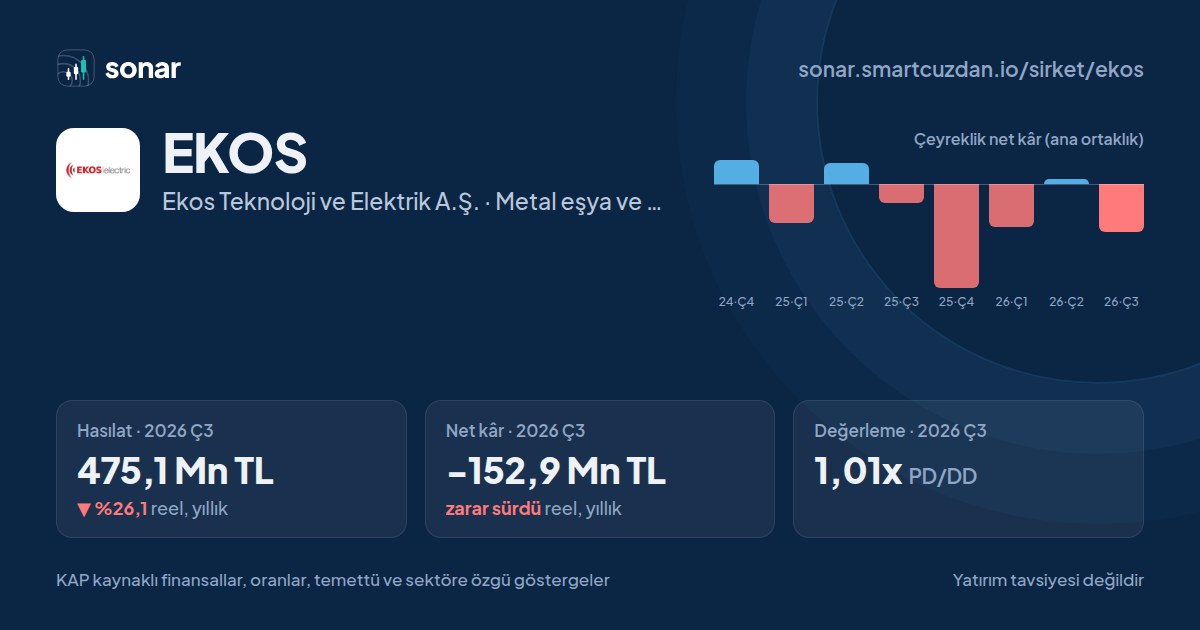 sonar
sonar.smartcuzdan.io/sirket/ekos
EKOS electric
EKOS
Ekos Teknoloji ve Elektrik A.Ş. · Metal eşya ve ...
Çeyreklik net kâr (ana ortaklık)
24·Ç4 25·Ç1 25·Ç2 25·Ç3 25·Ç4 26·Ç1 26·Ç2 26·Ç3
Hasılat · 2026 Ç3
475,1 Mn TL
▼ %26,1 reel, yıllık
Net kâr · 2026 Ç3
−152,9 Mn TL
zarar sürdü reel, yıllık
Değerleme · 2026 Ç3
1,01x PD/DD
KAP kaynaklı finansallar, oranlar, temettü ve sektöre özgü göstergeler
Yatırım tavsiyesi değildir